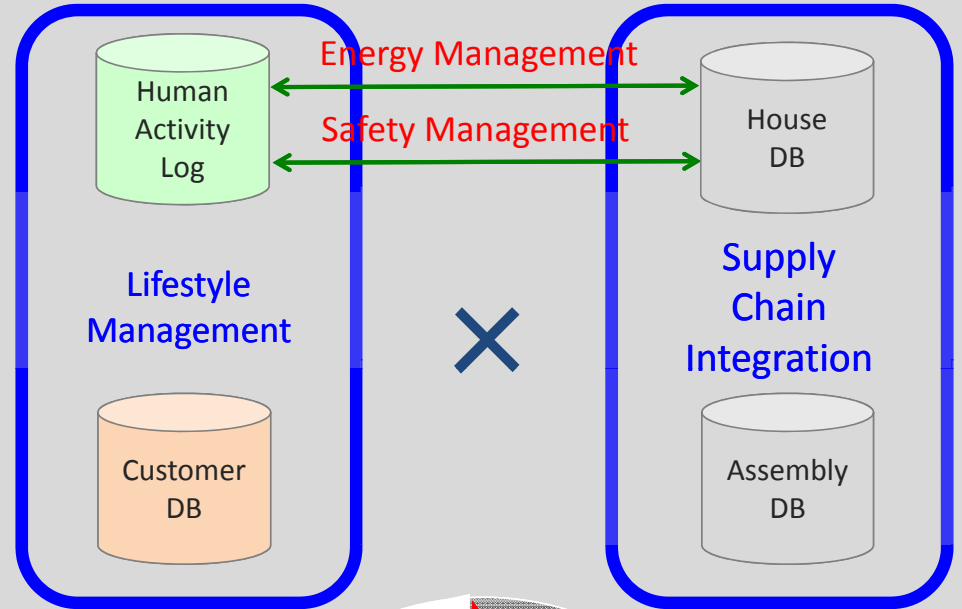 Energy Management
Human
Activity
Log
House
DB
Safety Management
Lifestyle
Management
Supply
Chain
Integration
Customer
DB
Assembly
DB